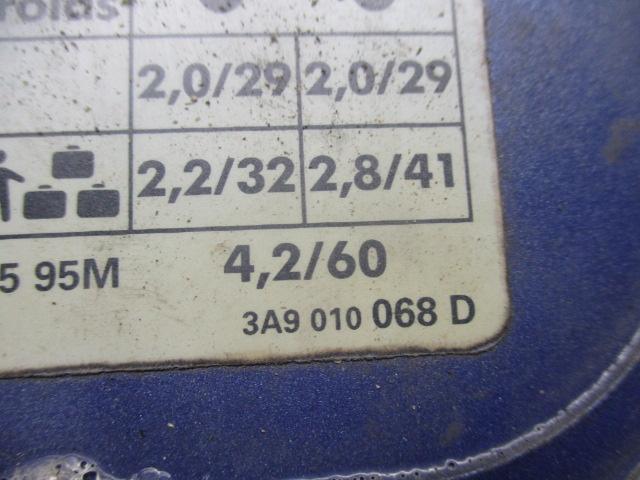 2,0/29 2,0/29
2,2/32 2,8/41
5 95M 4,2/60
3A9 010 068 D